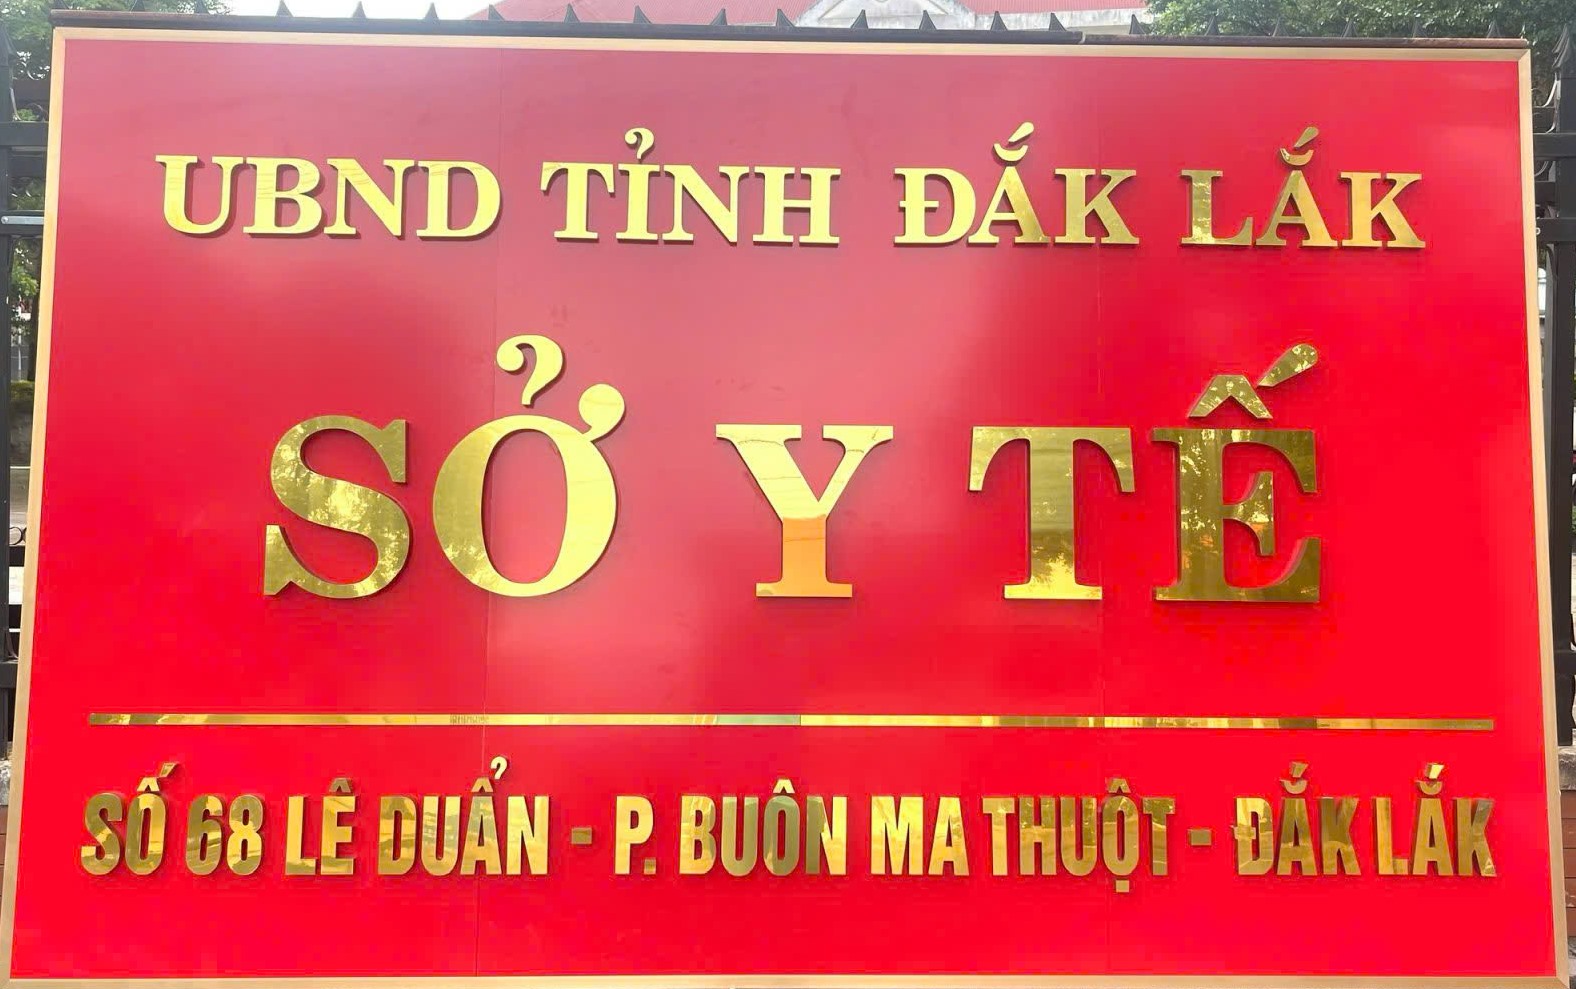 UBND TỈNH ĐẮK LẮK
SỞ Y TẾ
SỐ 68 LÊ DUẨN - P. BUÔN MA THUỘT - ĐẮK LẮK